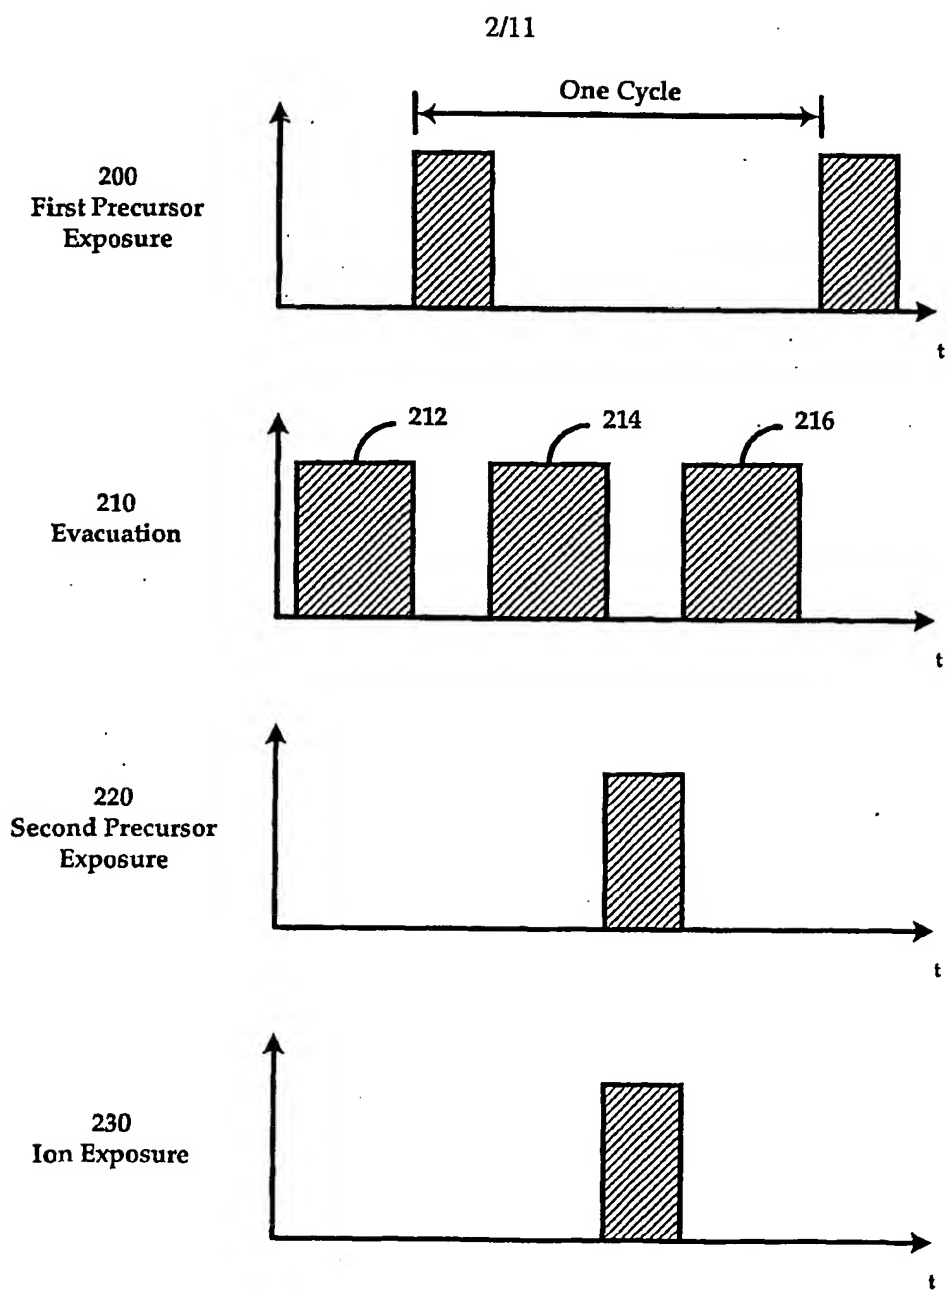 2/11
One Cycle
200
First Precursor
Exposure
t
212
214
216
210
Evacuation
t
220
Second Precursor
Exposure
t
230
Ion Exposure
t